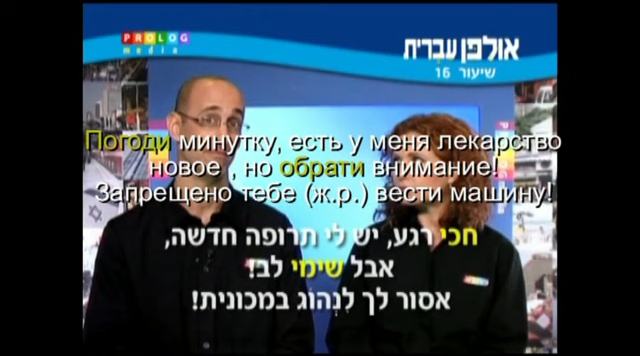 PROLOG
media
אולפן עברית
שיעור 16
Погоди минутку, есть у меня лекарство
новое , но обрати внимание!
Запрещено тебе (ж.р.) вести машину!
חכי רגע, יש לי תרופה חדשה,
אבל שימי לב!
אסור לך לִנְהוֹג במכונית!